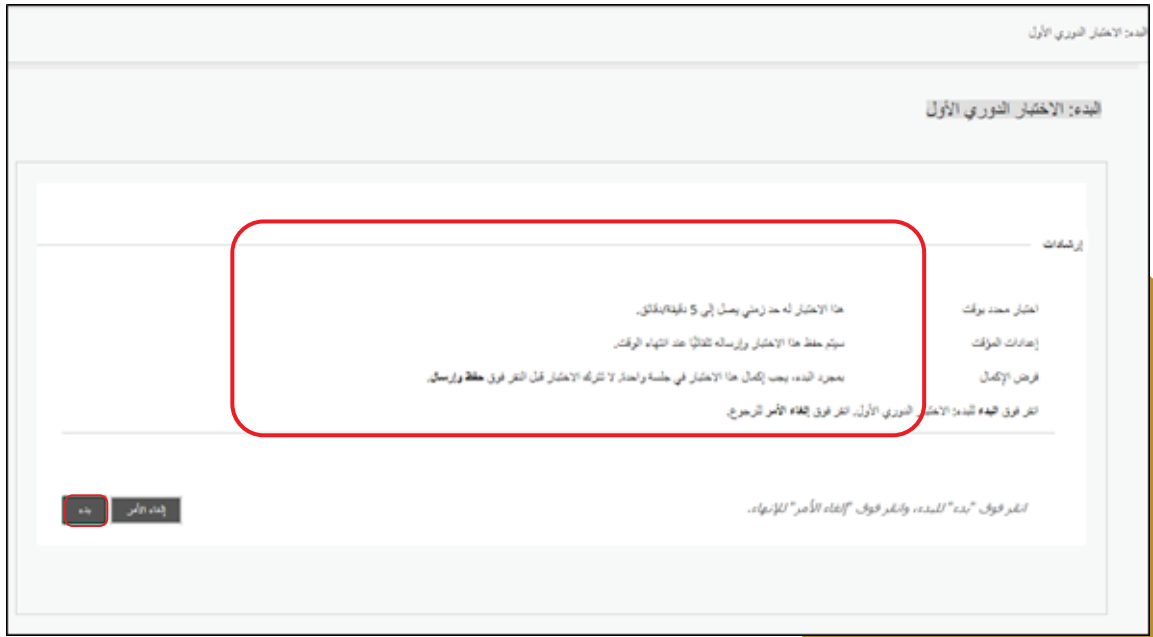 البدء: الاختبار الدوري الأول
البدء: الاختبار الدوري الأول
إرشادات
اختبار محدد بوقت هذا الاختبار له حد زمني يصل إلى 5 دقيقة/دقائق.
إعدادات المؤقت سيتم حفظ هذا الاختبار وإرساله تلقائيًا عند انتهاء الوقت.
فرض الإكمال بمجرد البدء، يجب إكمال هذا الاختبار في جلسة واحدة. لا تترك الاختبار قبل النقر فوق حفظ وإرسال.
انقر فوق البدء للبدء: الاختبار الدوري الأول. انقر فوق إلغاء الأمر للرجوع.
انقر فوق "بدء" للبدء، وانقر فوق "إلغاء الأمر" للإنهاء.
إلغاء الأمر
بدء